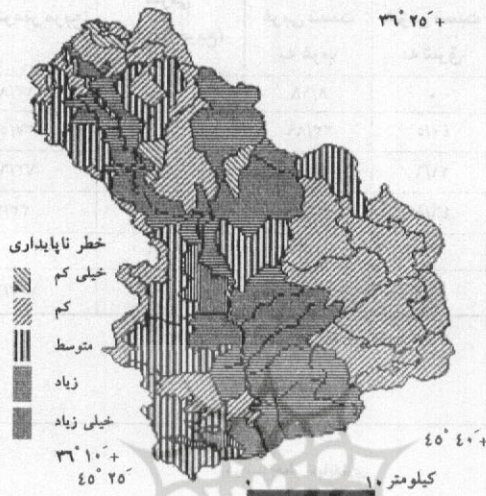 + ۳۶° ۲۵´
خطر ناپایداری
خیلی کم
کم
متوسط
زیاد
خیلی زیاد
+ ۳۶° ۱۰´
۴۵° ۲۵´
+ ۴۵° ۴۰´
۰ ۱۰ کیلومتر